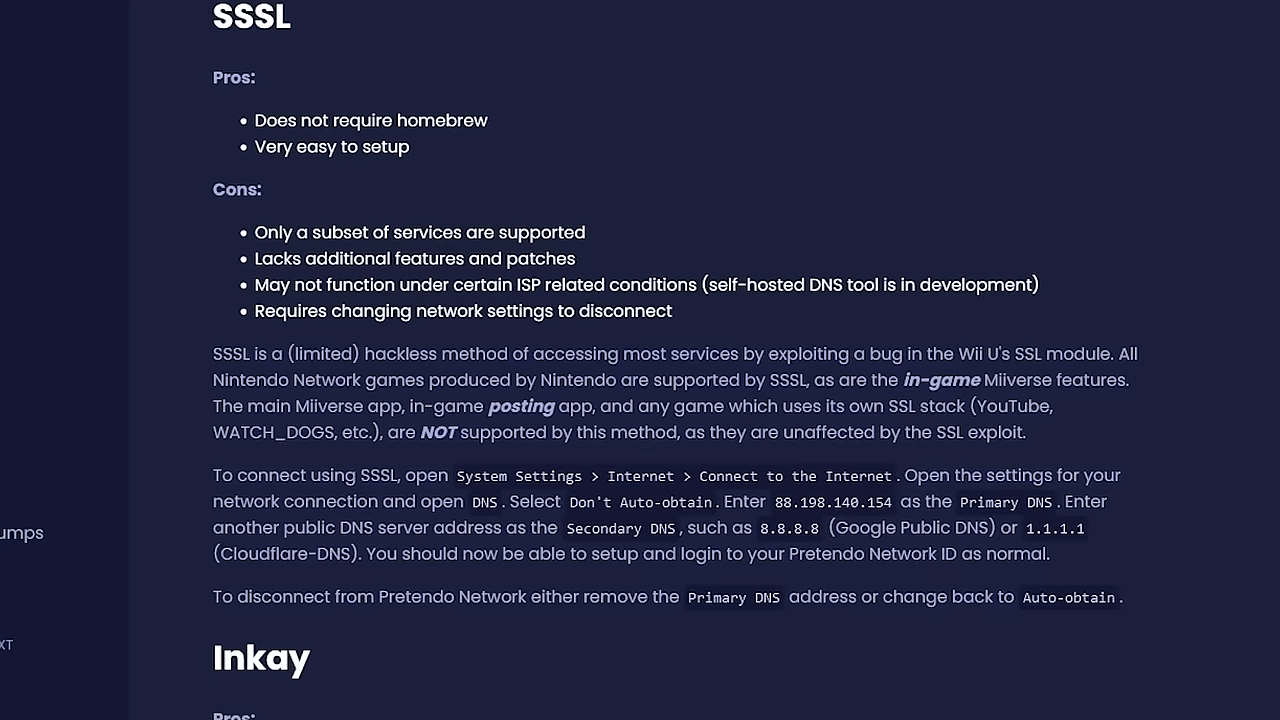 SSSL
Pros:
• Does not require homebrew
• Very easy to setup
Cons:
• Only a subset of services are supported
• Lacks additional features and patches
• May not function under certain ISP related conditions (self-hosted DNS tool is in development)
• Requires changing network settings to disconnect
SSSL is a (limited) hackless method of accessing most services by exploiting a bug in the Wii U's SSL module. All
Nintendo Network games produced by Nintendo are supported by SSSL, as are the in-game Miiverse features.
The main Miiverse app, in-game posting app, and any game which uses its own SSL stack (YouTube,
WATCH_DOGS, etc.), are NOT supported by this method, as they are unaffected by the SSL exploit.
To connect using SSSL, open System Settings > Internet > Connect to the Internet. Open the settings for your
network connection and open DNS. Select Don't Auto-obtain. Enter 88.198.140.154 as the Primary DNS. Enter
another public DNS server address as the Secondary DNS, such as 8.8.8.8 (Google Public DNS) or 1.1.1.1
umps
(Cloudflare-DNS). You should now be able to setup and login to your Pretendo Network ID as normal.
To disconnect from Pretendo Network either remove the Primary DNS address or change back to Auto-obtain.
XT
Inkay
Pros: